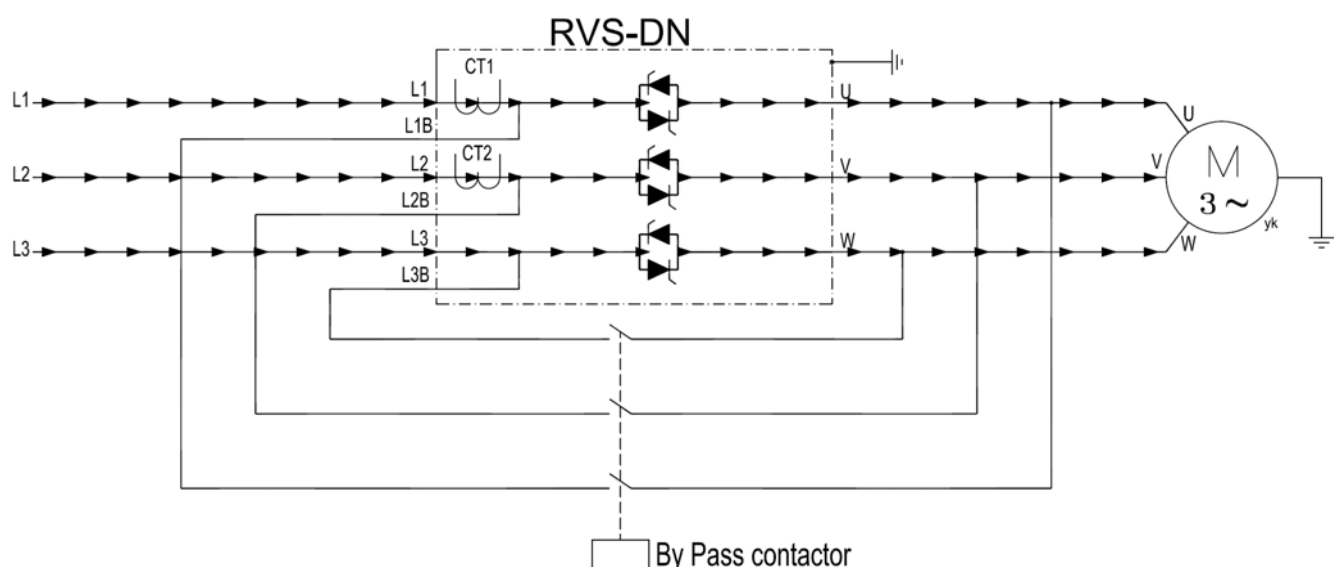 RVS-DN
CT1
L1
L1
U
U
L1B
CT2
L2
L2
V
V
M
3~
L2B
yk
L3
L3
W
W
L3B
By Pass contactor